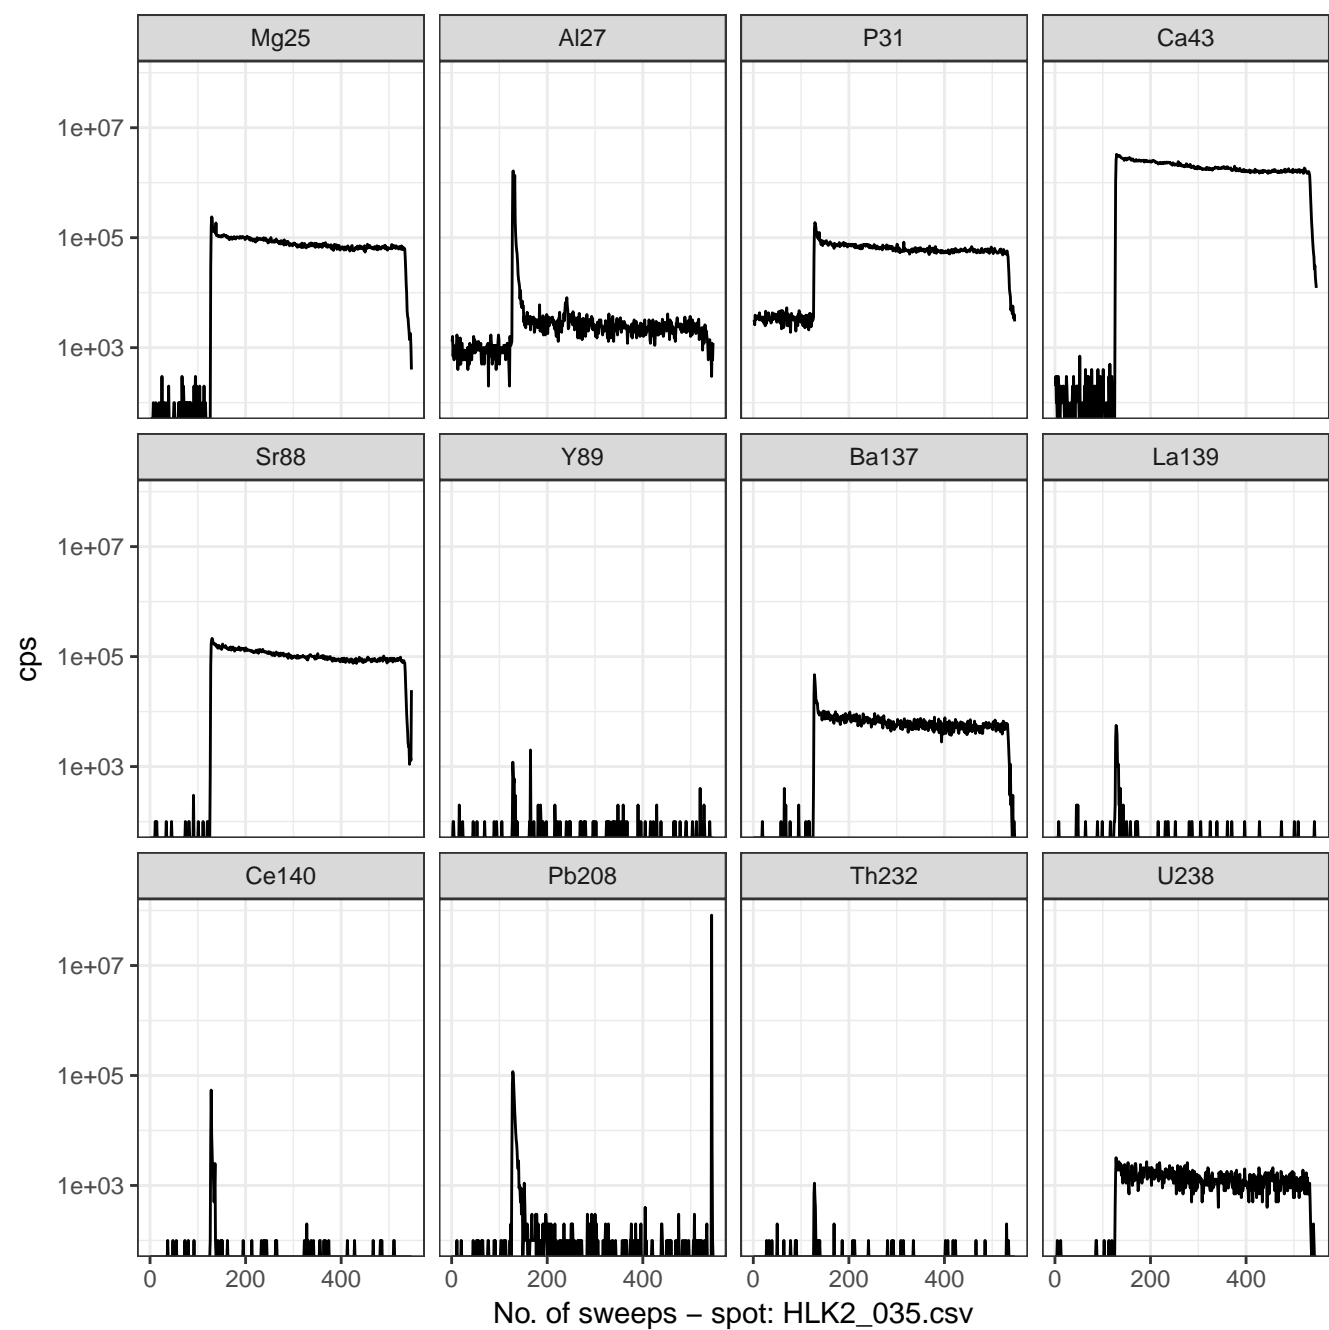 Mg25 Al27 P31 Ca43
1e+07
1e+05
1e+03
Sr88 Y89 Ba137 La139
1e+07
1e+05
1e+03
cps
Ce140 Pb208 Th232 U238
1e+07
1e+05
1e+03
0 200 400 0 200 400 0 200 400 0 200 400
No. of sweeps − spot: HLK2_035.csv